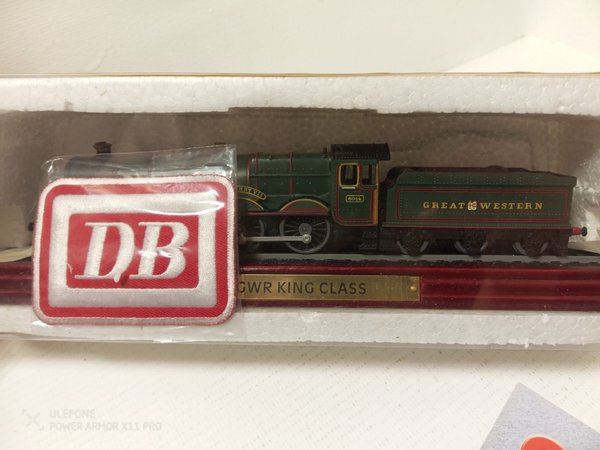 6014
GREAT WESTERN
DB
GWR KING CLASS
ULEFONE
POWER ARMOR X11 PRO